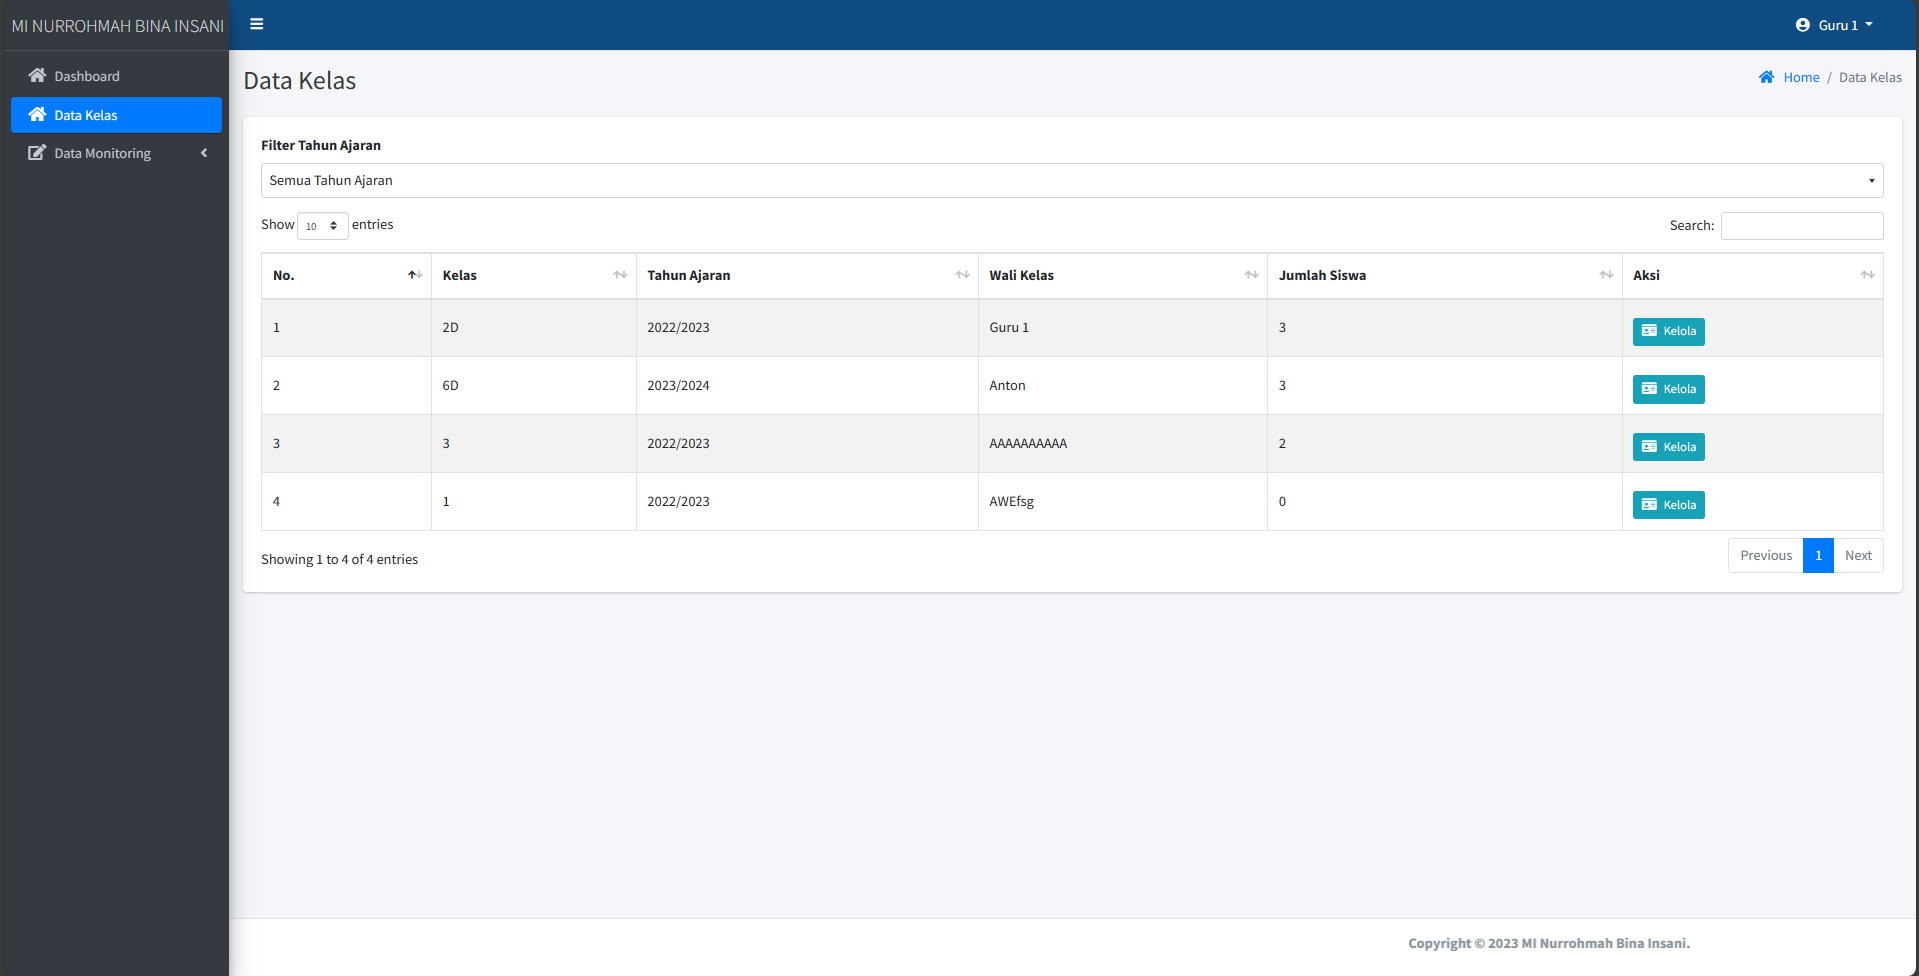 MI NURROHMAH BINA INSANI
Guru 1
Dashboard
Data Kelas
Data Monitoring
Data Kelas
Home / Data Kelas
Filter Tahun Ajaran
Semua Tahun Ajaran
Show 10 entries
Search:
No. Kelas Tahun Ajaran Wali Kelas Jumlah Siswa Aksi
1 2D 2022/2023 Guru 1 3 Kelola
2 6D 2023/2024 Anton 3 Kelola
3 3 2022/2023 AAAAAAAAAA 2 Kelola
4 1 2022/2023 AWEfsg 0 Kelola
Showing 1 to 4 of 4 entries
Previous 1 Next
Copyright © 2023 MI Nurrohmah Bina Insani.